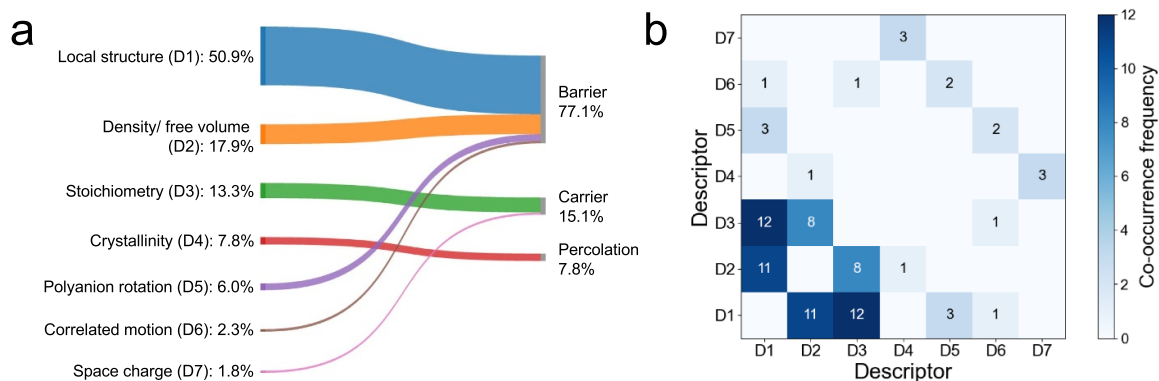 a
Local structure (D1): 50.9%
Density/ free volume
(D2): 17.9%
Stoichiometry (D3): 13.3%
Crystallinity (D4): 7.8%
Polyanion rotation (D5): 6.0%
Correlated motion (D6): 2.3%
Space charge (D7): 1.8%
Barrier
77.1%
Carrier
15.1%
Percolation
7.8%
b
Descriptor
D7 3
D6 1 1 2
D5 3 2
D4 1 3
D3 12 8 1
D2 11 8 1
D1 11 12 3 1
D1 D2 D3 D4 D5 D6 D7
Descriptor
12
10
8
6
4
2
0
Co-occurrence frequency